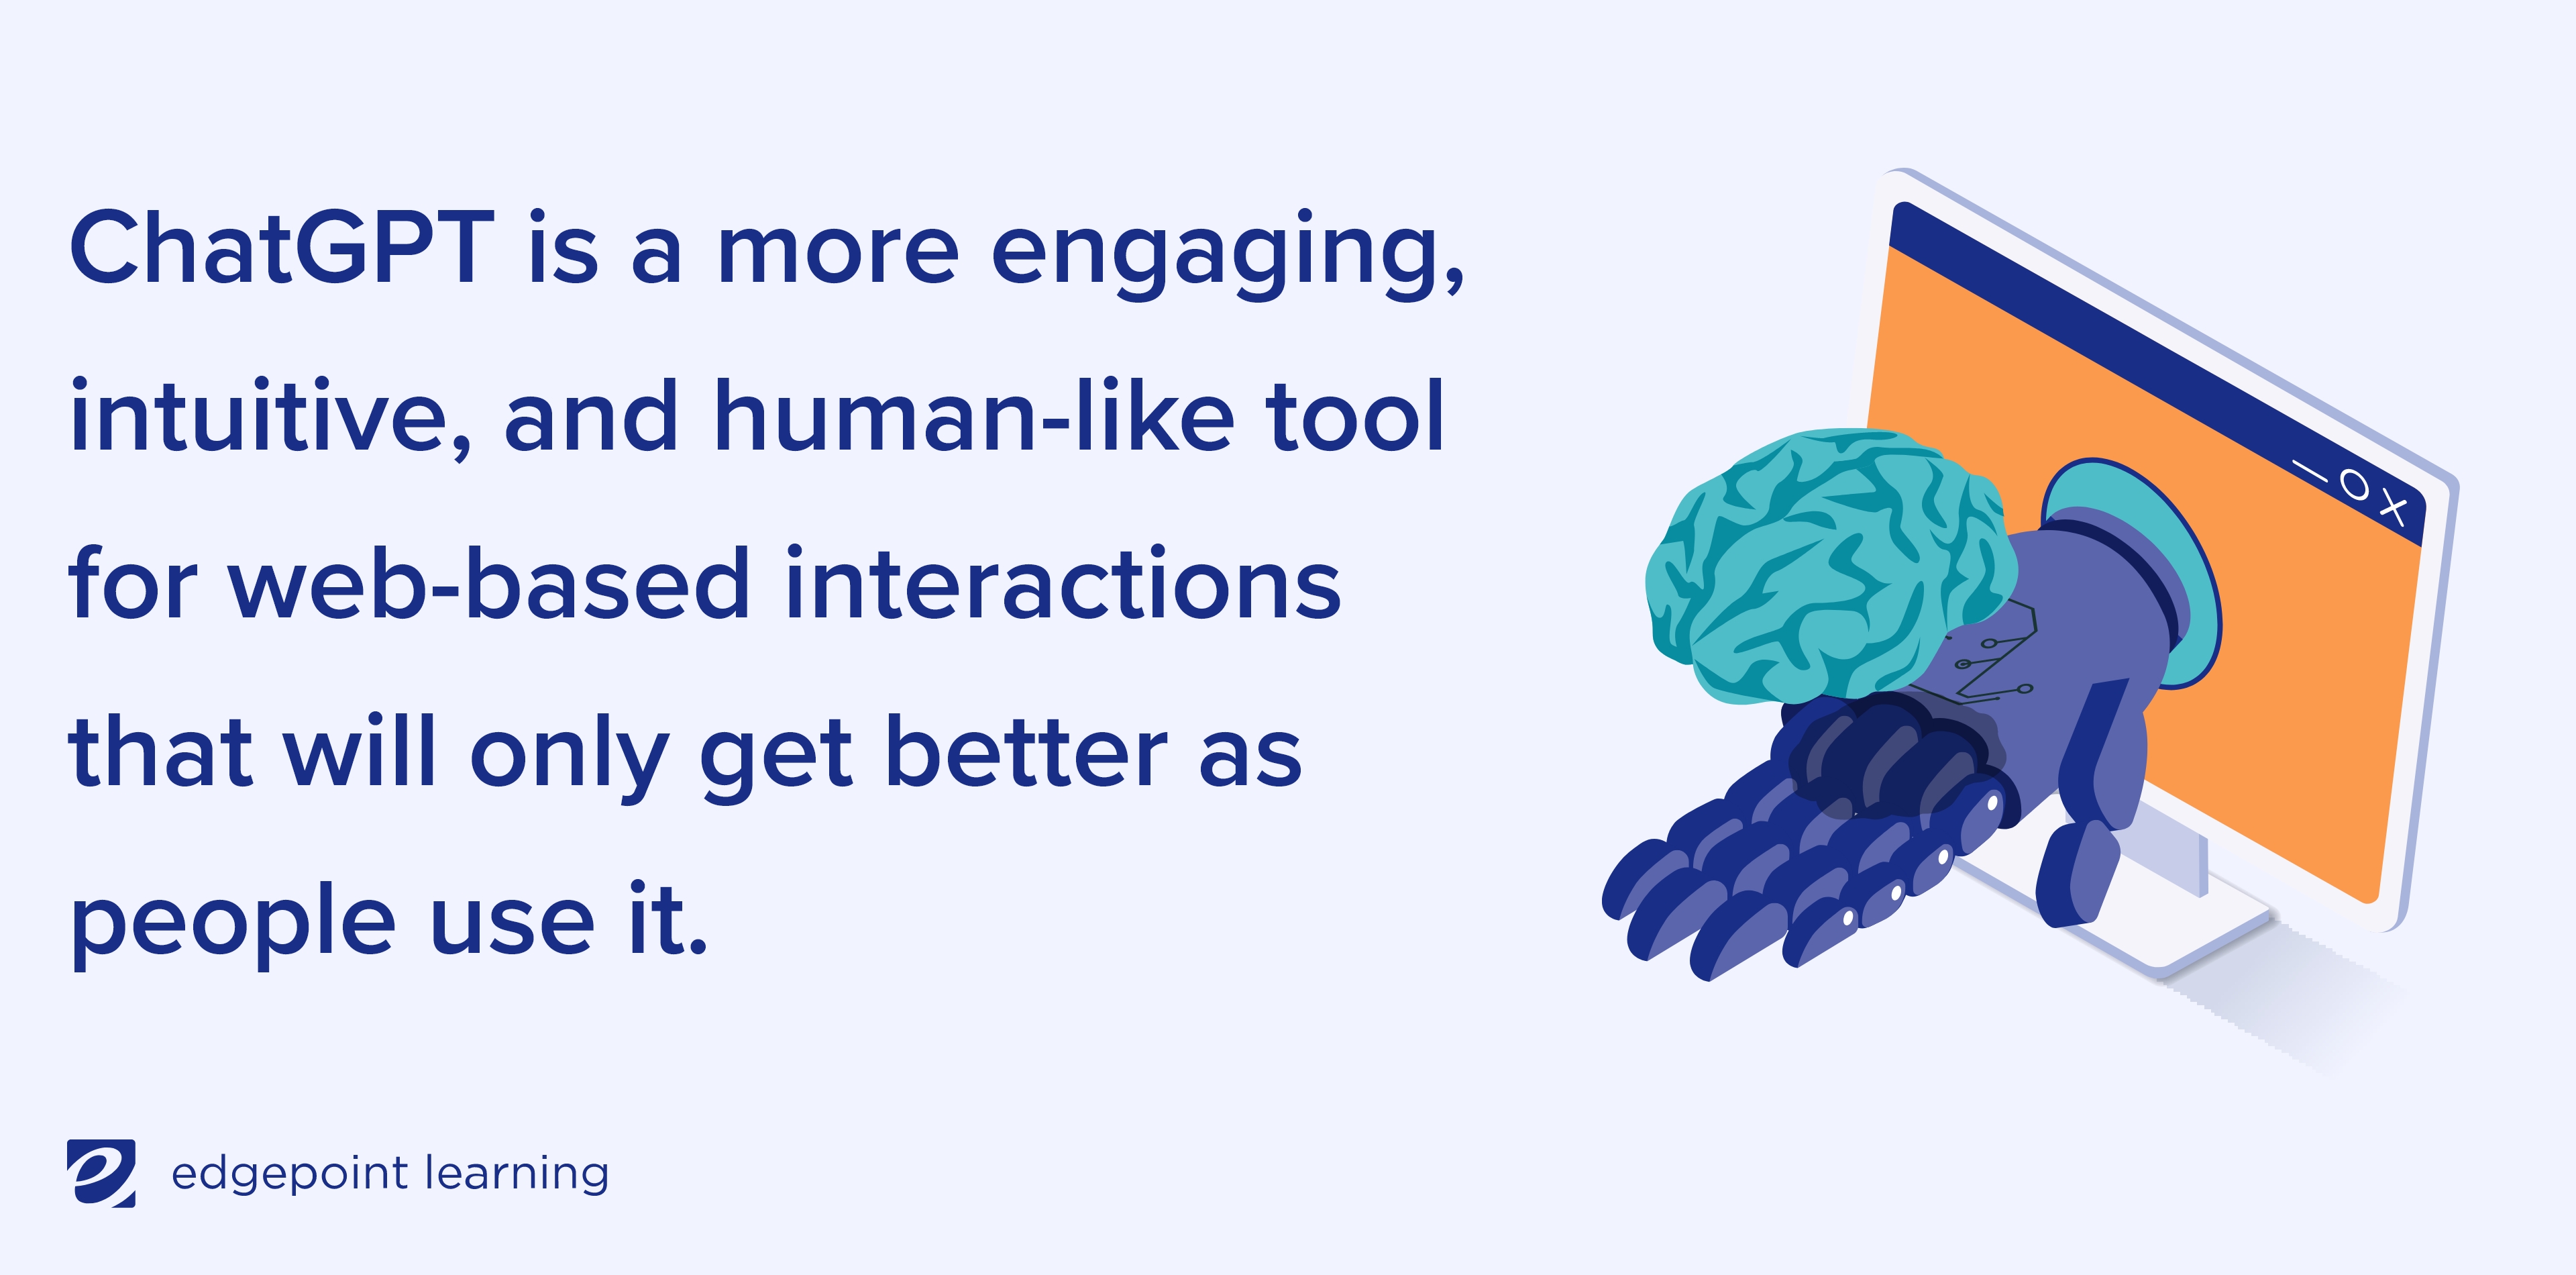 ChatGPT is a more engaging,
intuitive, and human-like tool
for web-based interactions
that will only get better as
people use it.
edgepoint learning